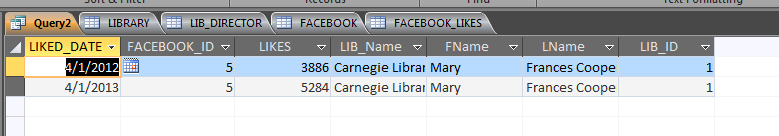 Records Find Text Formatting
Query2 LIBRARY LIB_DIRECTOR FACEBOOK FACEBOOK_LIKES
LIKED_DATE FACEBOOK_ID LIKES LIB_Name FName LName LIB_ID
4/1/2012 5 3886 Carnegie Librar Mary Frances Coope 1
4/1/2013 5 5284 Carnegie Librar Mary Frances Coope 1